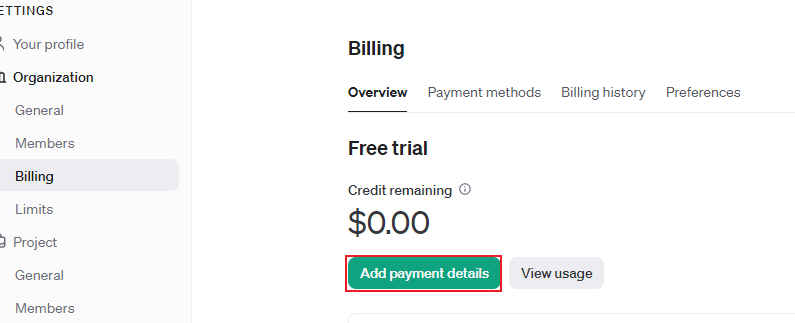 ETTINGS
Your profile
Organization
General
Members
Billing
Limits
Project
General
Members
Billing
Overview Payment methods Billing history Preferences
Free trial
Credit remaining
$0.00
Add payment details View usage